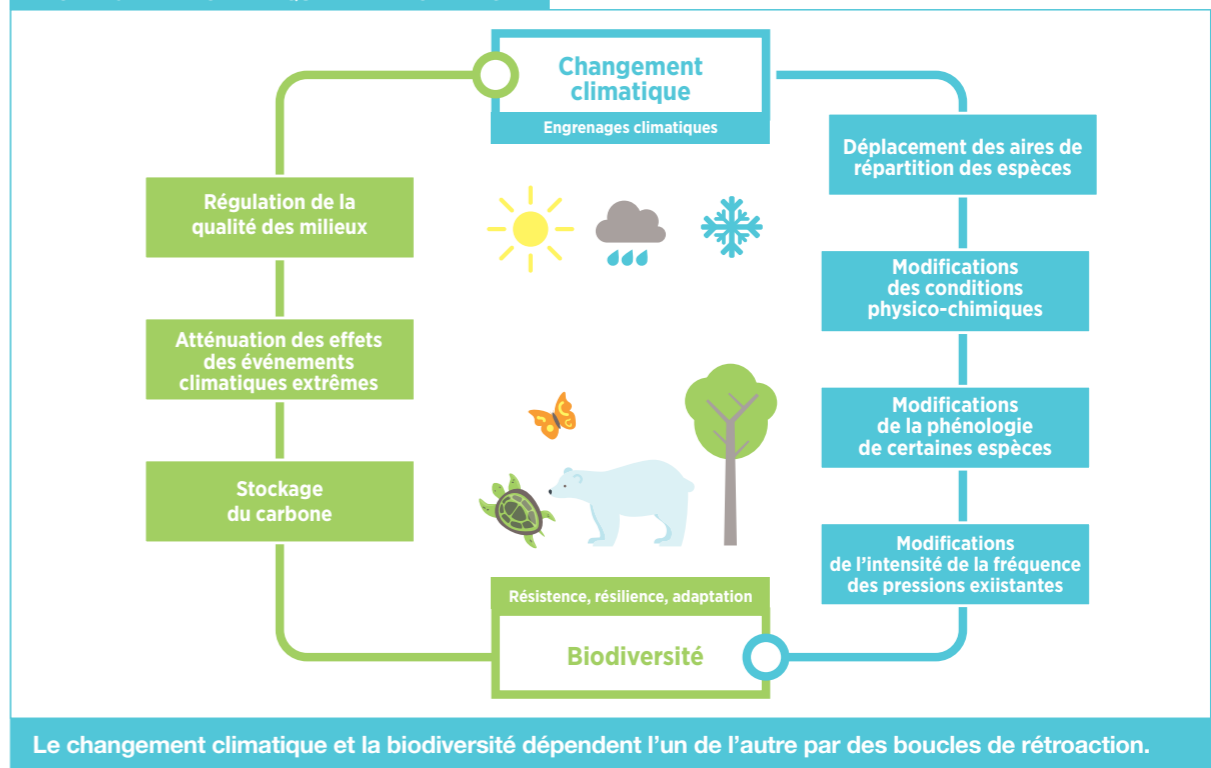 Changement
climatique
Engrenages climatiques
Déplacement des aires de
répartition des espèces
Régulation de la
qualité des milieux
Modifications
des conditions
physico-chimiques
Atténuation des effets
des événements
climatiques extrêmes
Modifications
de la phénologie
de certaines espèces
Stockage
du carbone
Modifications
de l'intensité de la fréquence
des pressions exiistantes
Résistence, résilience, adaptation
Biodiversité
Le changement climatique et la biodiversité dépendent l'un de l'autre par des boucles de rétroaction.